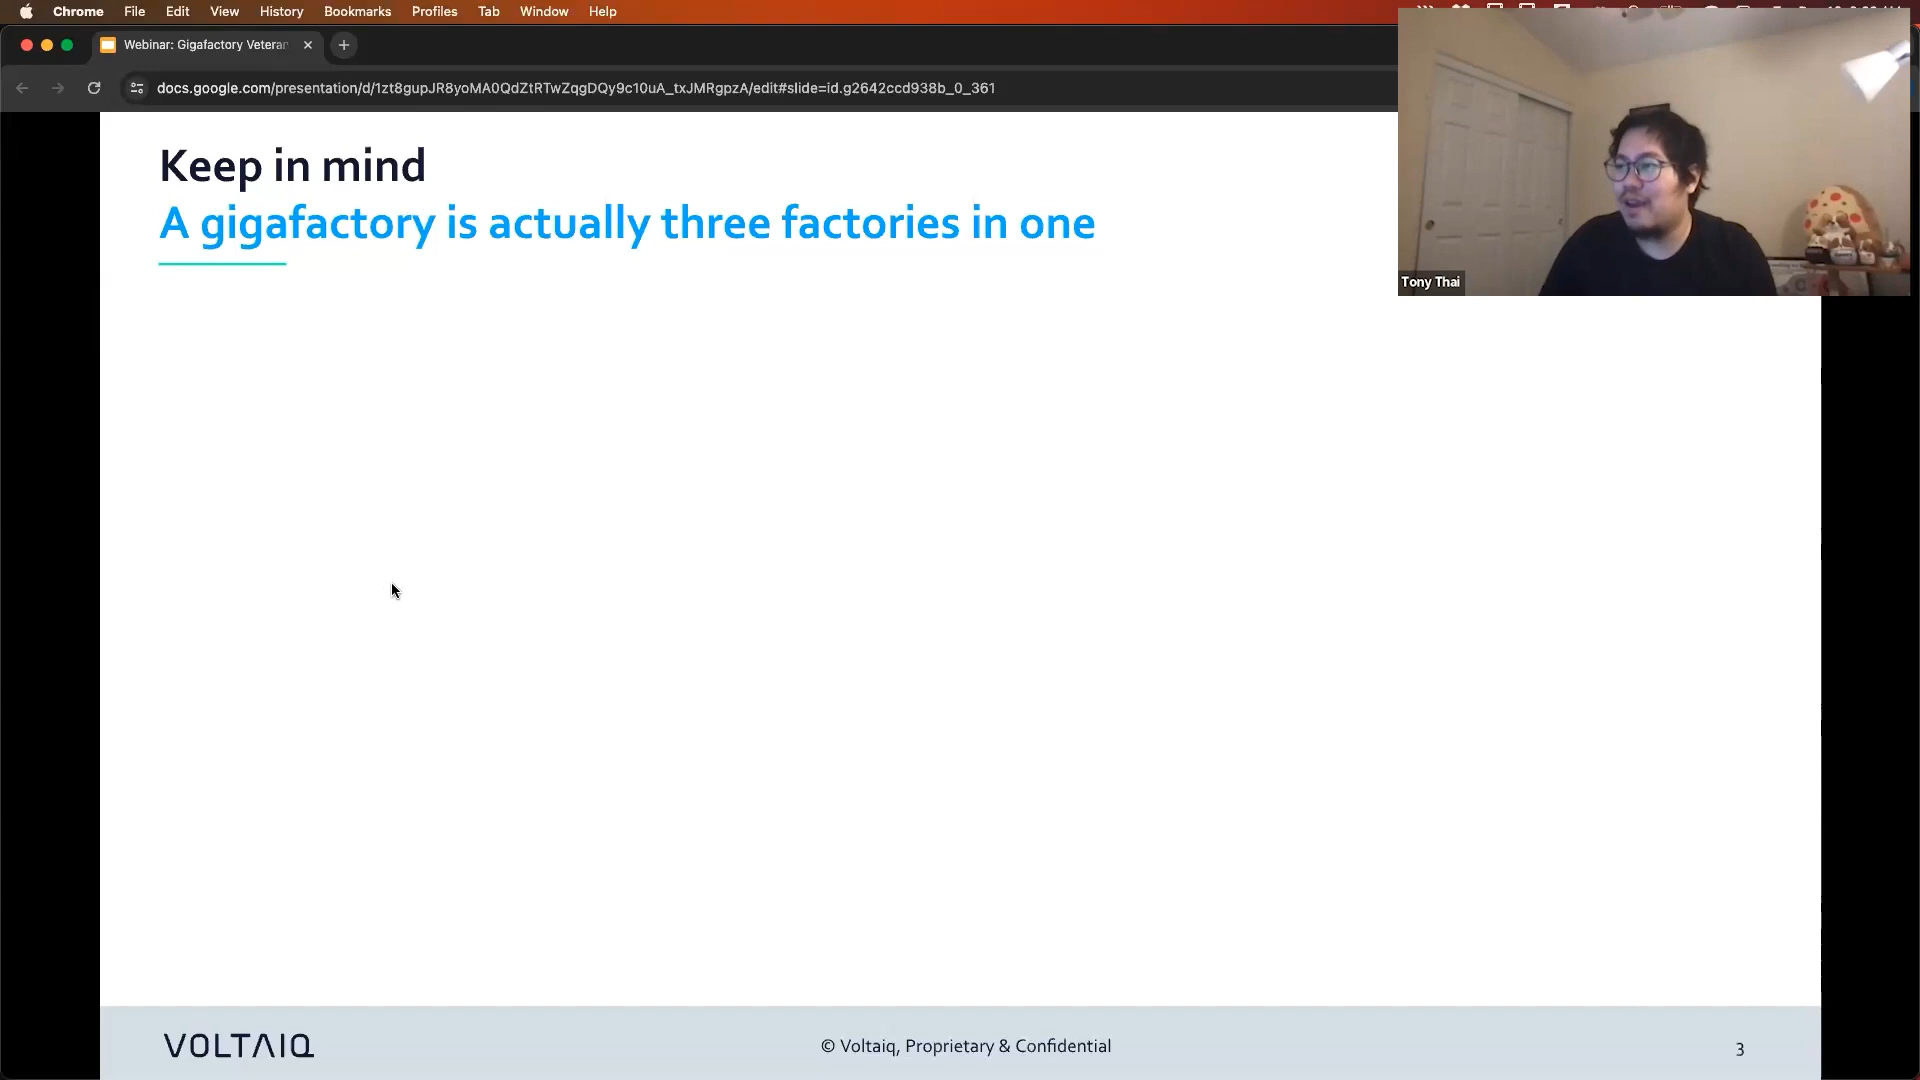 Chrome File Edit View History Bookmarks Profiles Tab Window Help
Webinar: Gigafactory Veteran
docs.google.com/presentation/d/1zt8gupJR8yoMA0QdZtRTwZqgDQy9c10uA_txJMRgpzA/edit#slide=id.g2642ccd938b_0_361
Keep in mind
A gigafactory is actually three factories in one
Tony Thai
VOLTAIQ
© Voltaiq, Proprietary & Confidential
3